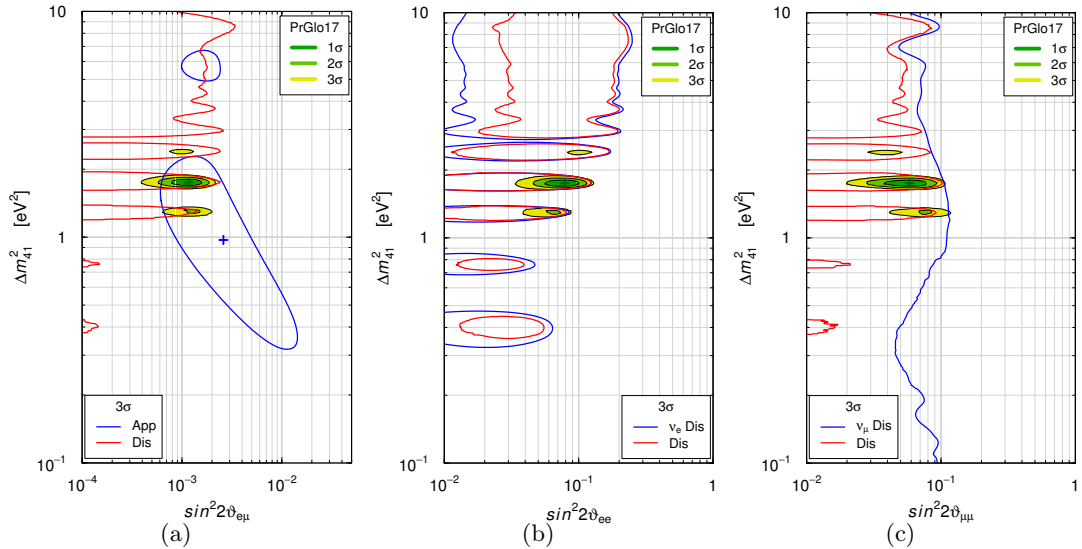 PrGlo17
1σ
2σ
3σ
3σ
App
Dis
10
1
10⁻¹
10⁻⁴
10⁻³
10⁻²
Δm²₄₁ [eV²]
sin²2ϑeμ
(a)
PrGlo17
1σ
2σ
3σ
3σ
νe Dis
Dis
10
1
10⁻¹
10⁻²
10⁻¹
1
Δm²₄₁ [eV²]
sin²2ϑee
(b)
PrGlo17
1σ
2σ
3σ
3σ
νμ Dis
Dis
10
1
10⁻¹
10⁻²
10⁻¹
1
Δm²₄₁ [eV²]
sin²2ϑμμ
(c)